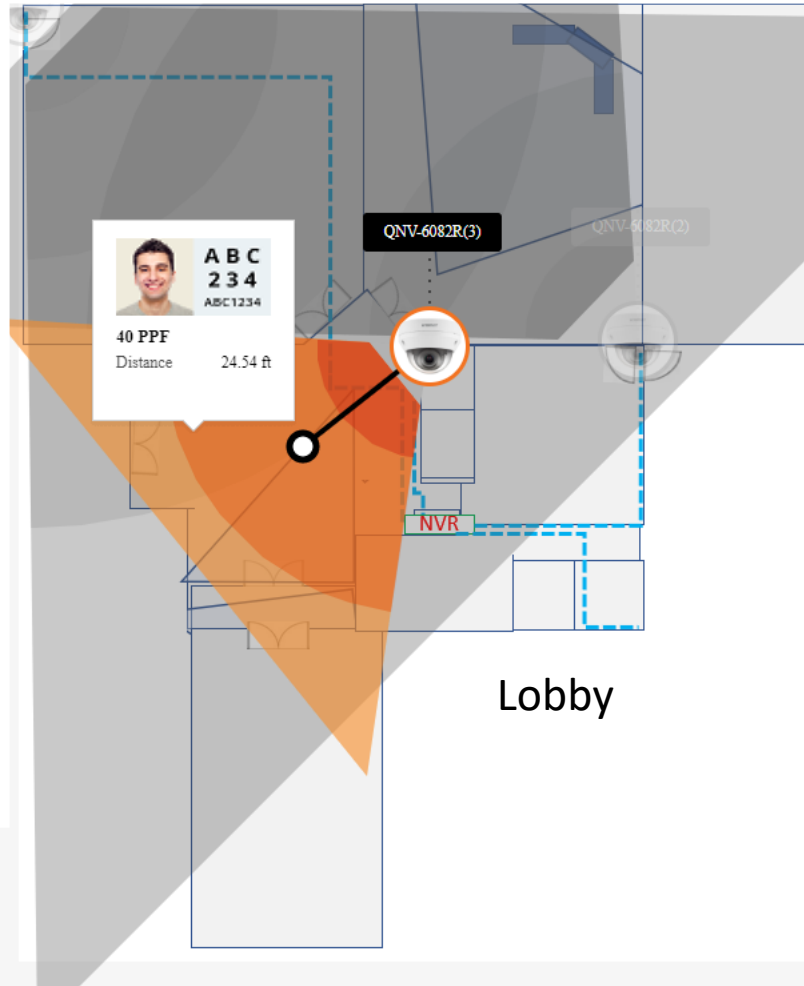 QNV-6082R(3)
QNV-6082R(2)
A B C
2 3 4
ABC1234
40 PPF
Distance 24.54 ft
NVR
Lobby